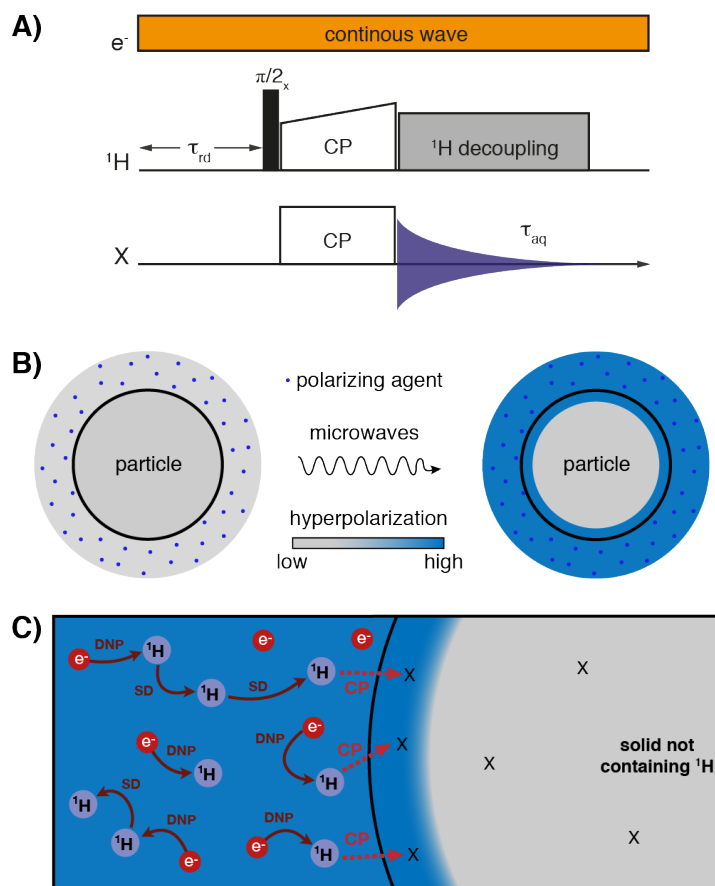 A)
e-
continous wave
π/2x
1H
τrd
CP
1H decoupling
X
CP
τaq
B)
particle
polarizing agent
microwaves
hyperpolarization
low
high
particle
C)
e-
DNP
1H
e-
e-
SD
1H
SD
1H
CP
X
X
e-
DNP
1H
DNP
e-
1H
CP
X
X
solid not
containing 1H
1H
SD
1H
DNP
e-
e-
DNP
1H
CP
X
X